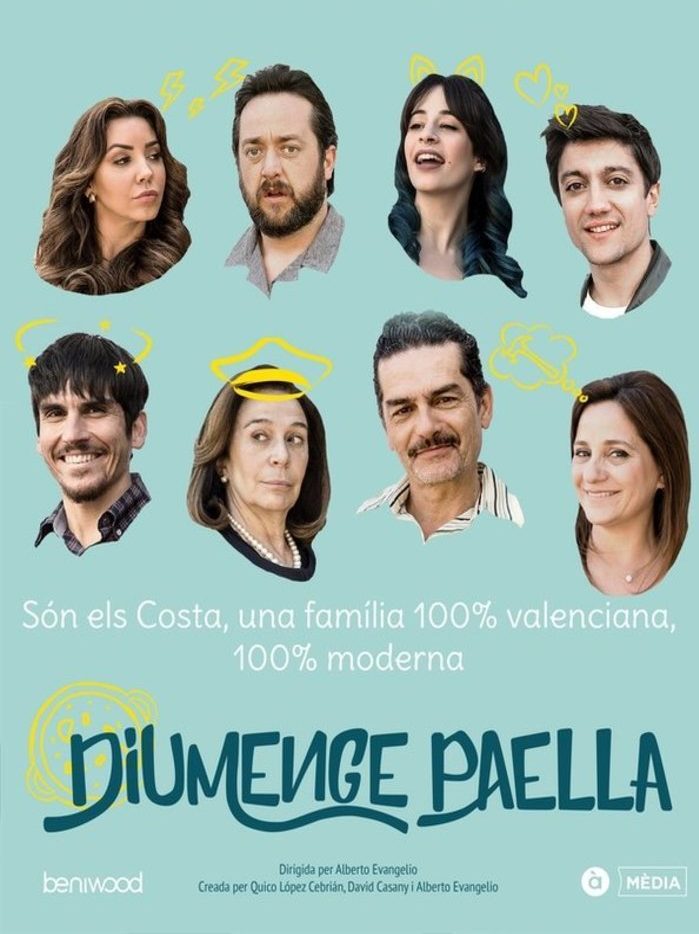 Són els Costa, una família 100% valenciana,
100% moderna
DiUMENGE PAELLA
beniwood
Dirigida per Alberto Evangelio
Creada per Quico López Cebrián, David Casany i Alberto Evangelio
à MÈDIA